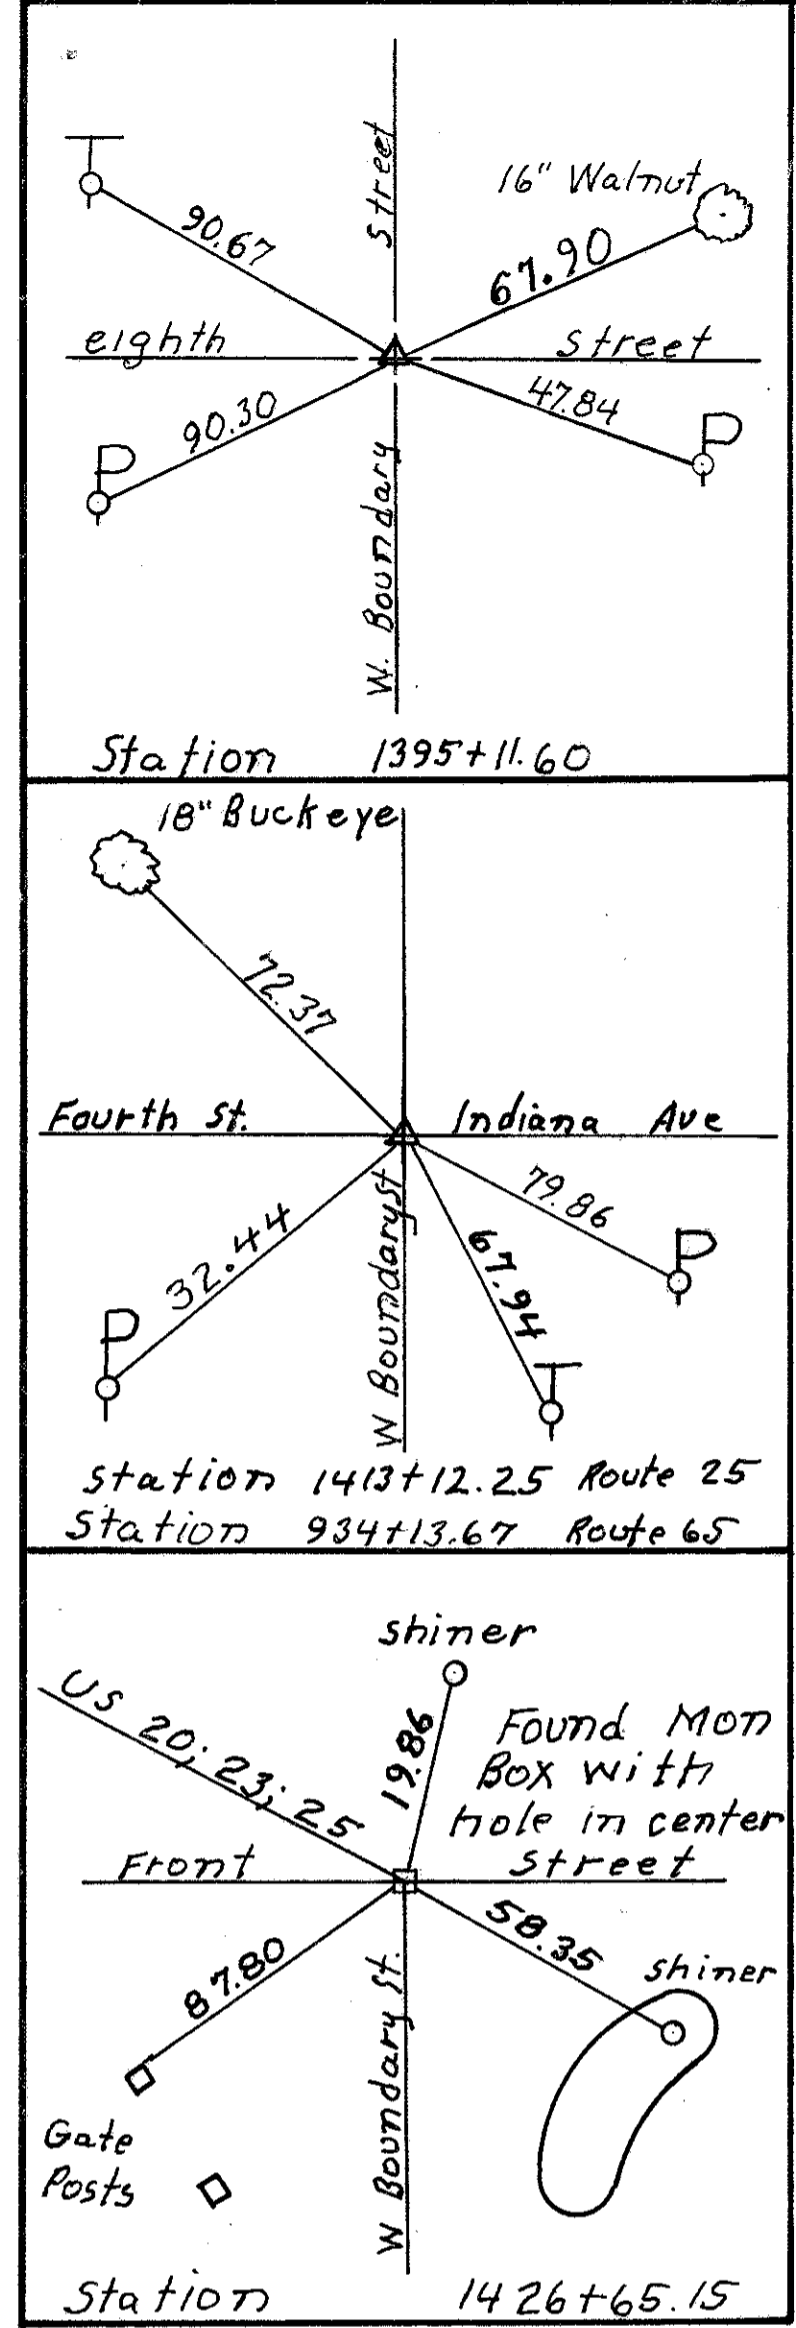 Street
16" Walnut
90.67
67.90
eighth street
90.30
47.84
W. Boundary
Station 1395+11.60
18" Buckeye
72.37
Fourth St. Indiana Ave
79.86
32.44
67.94
W Boundary St
Station 1413+12.25 Route 25
Station 934+13.67 Route 65
shiner
US 20; 23; 25
19.86
Found Mon
Box with
hole in center
Front Street
58.35
87.80
shiner
W Boundary St.
Gate
Posts
Station 1426+65.15